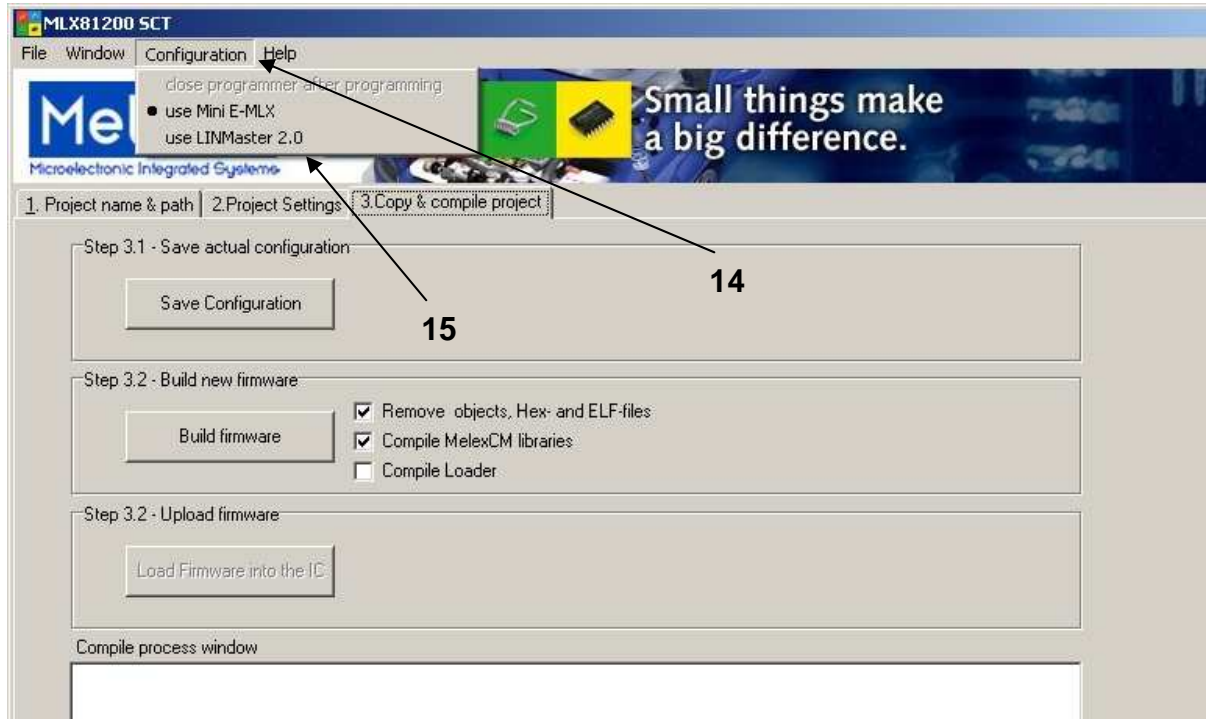 MLX81200 SCT
File Window Configuration Help
close programmer after programming
use Mini E-MLX
use LINMaster 2.0
Mel
Microelectronic Integrated Systems
Small things make
a big difference.
1. Project name & path 2.Project Settings 3.Copy & compile project
Step 3.1 - Save actual configuration
Save Configuration
14
15
Step 3.2 - Build new firmware
Build firmware
Remove objects, Hex- and ELF-files
Compile MelexCM libraries
Compile Loader
Step 3.2 - Upload firmware
Load Firmware into the IC
Compile process window